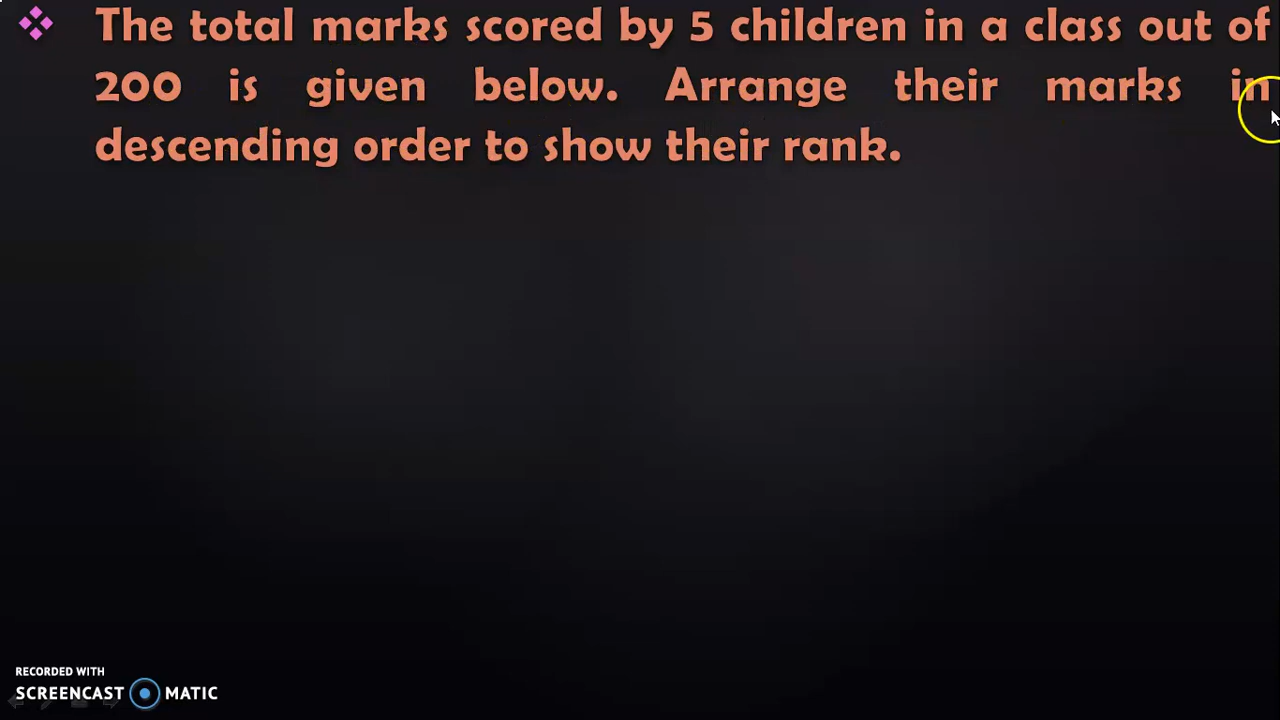 The total marks scored by 5 children in a class out of
200 is given below. Arrange their marks in
descending order to show their rank.
RECORDED WITH
SCREENCAST MATIC